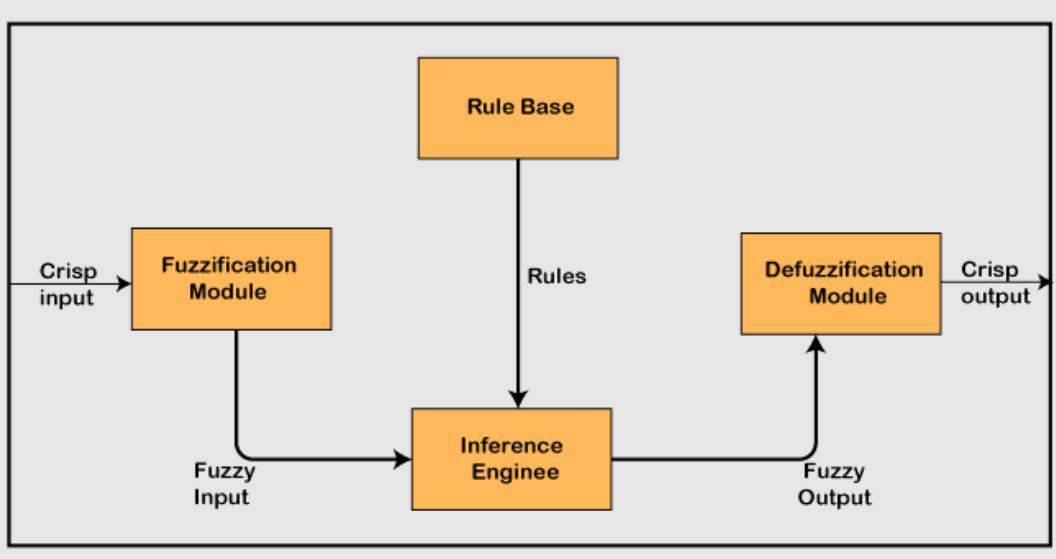 Rule Base
Crisp
input
Fuzzification
Module
Rules
Defuzzification
Module
Crisp
output
Inference
Enginee
Fuzzy
Input
Fuzzy
Output